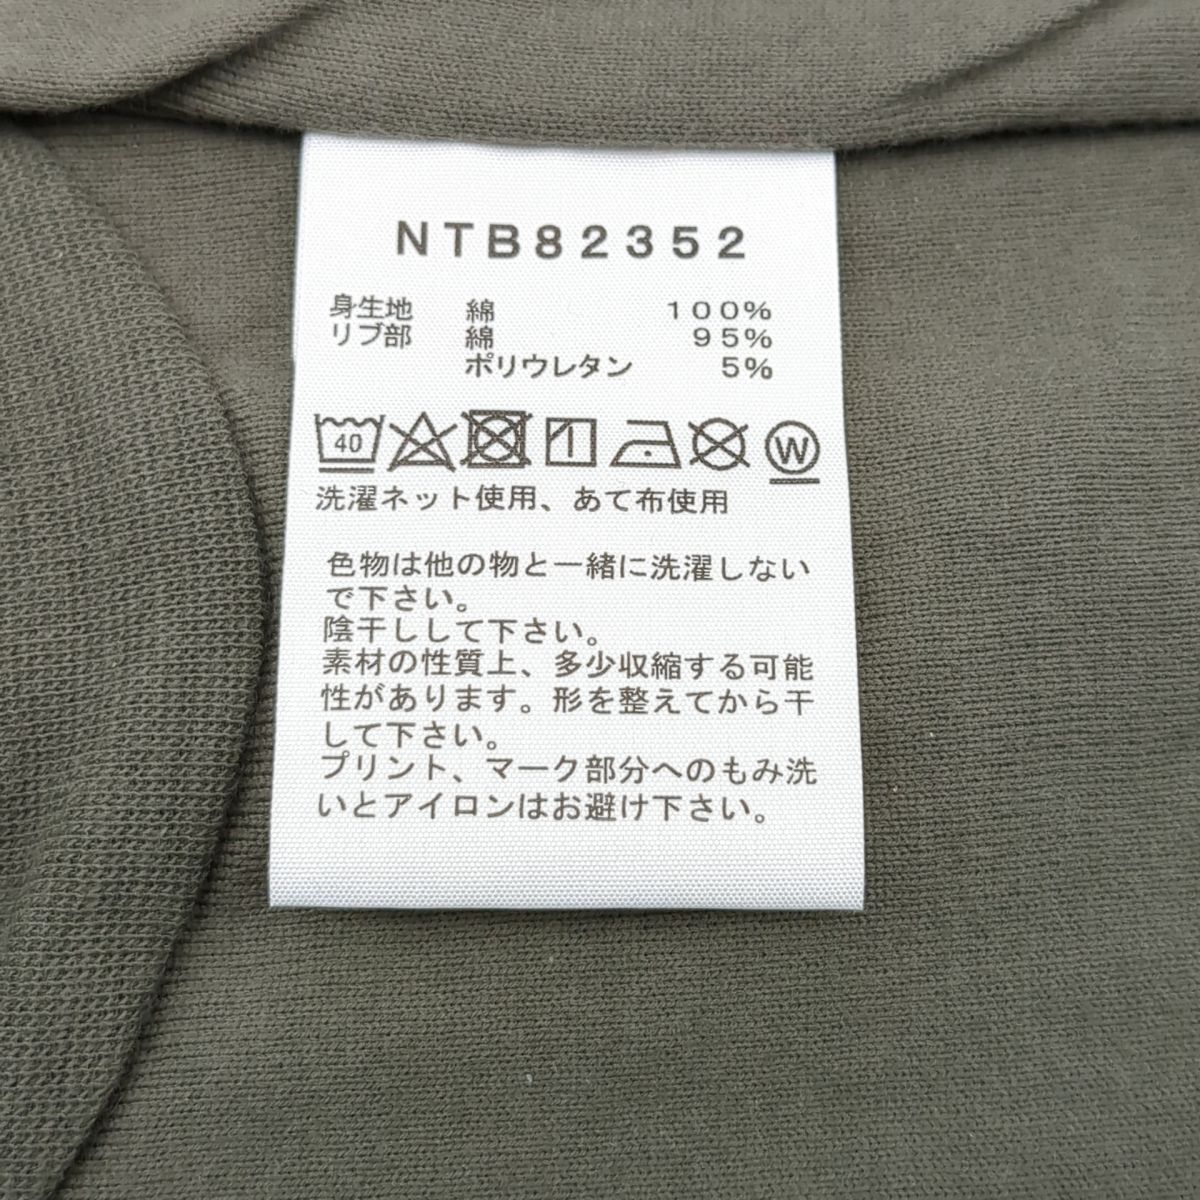 NTB82352
身生地 綿 100%
リブ部 綿 95%
ポリウレタン 5%
40 W
洗濯ネット使用、あて布使用
色物は他の物と一緒に洗濯しない
で下さい。
陰干しして下さい。
素材の性質上、多少収縮する可能
性があります。形を整えてから干
して下さい。
プリント、マーク部分へのもみ洗
いとアイロンはお避け下さい。